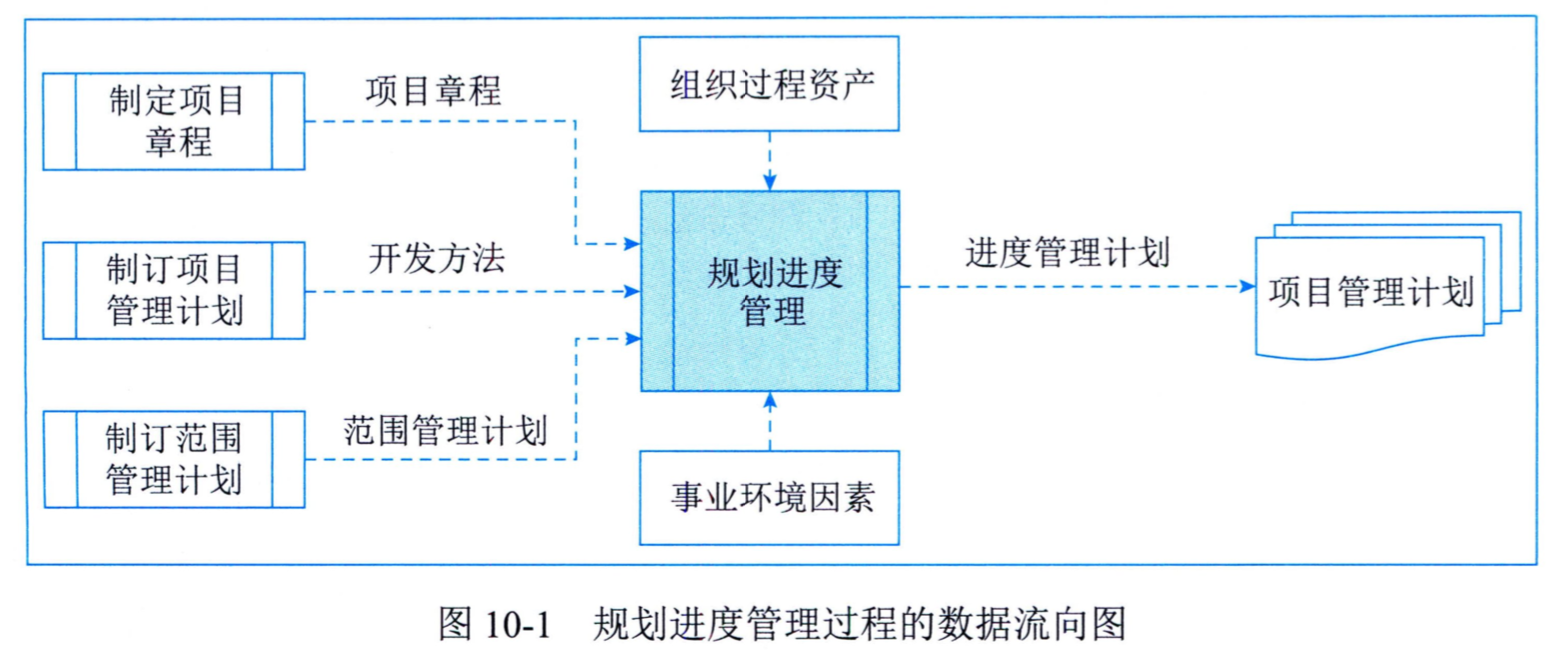 制定项目
章程
项目章程
组织过程资产
制订项目
管理计划
开发方法
规划进度
管理
进度管理计划
项目管理计划
制订范围
管理计划
范围管理计划
事业环境因素
图 10-1 规划进度管理过程的数据流向图